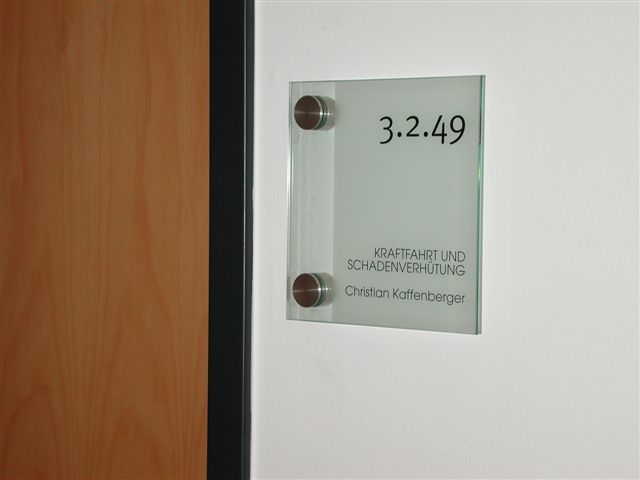 3.2.49
KRAFTFAHRT UND
SCHADENVERHÜTUNG
Christian Kaffenberger